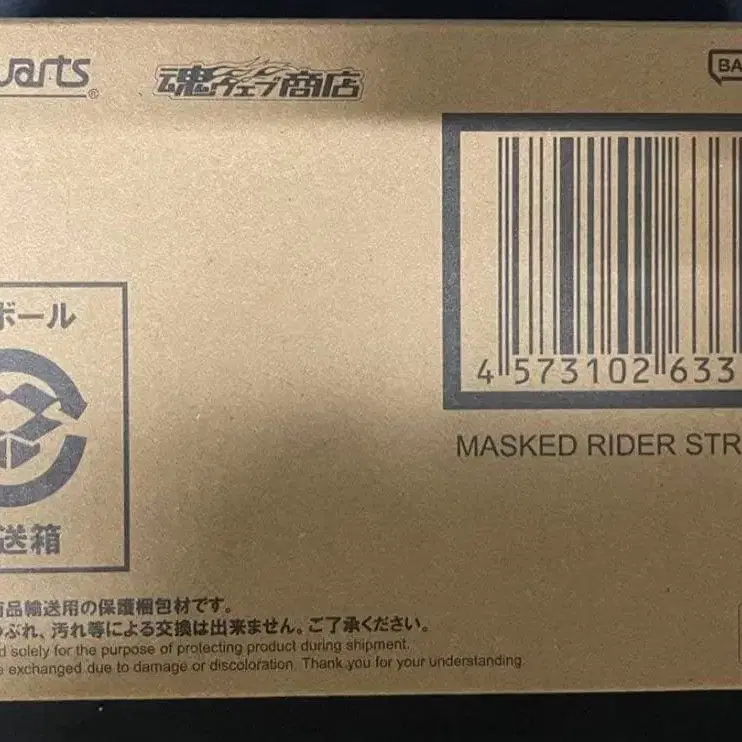 uarts®
魂ウェブ商店
BA
4 573102 633
MASKED RIDER STR
ボール
送箱
商品輸送用の保護梱包材です。
つぶれ、汚れ等による交換は出来ません。ご了承ください。
d solely for the purpose of protecting product during shipment.
e exchanged due to damage or discoloration. Thank you for your understanding